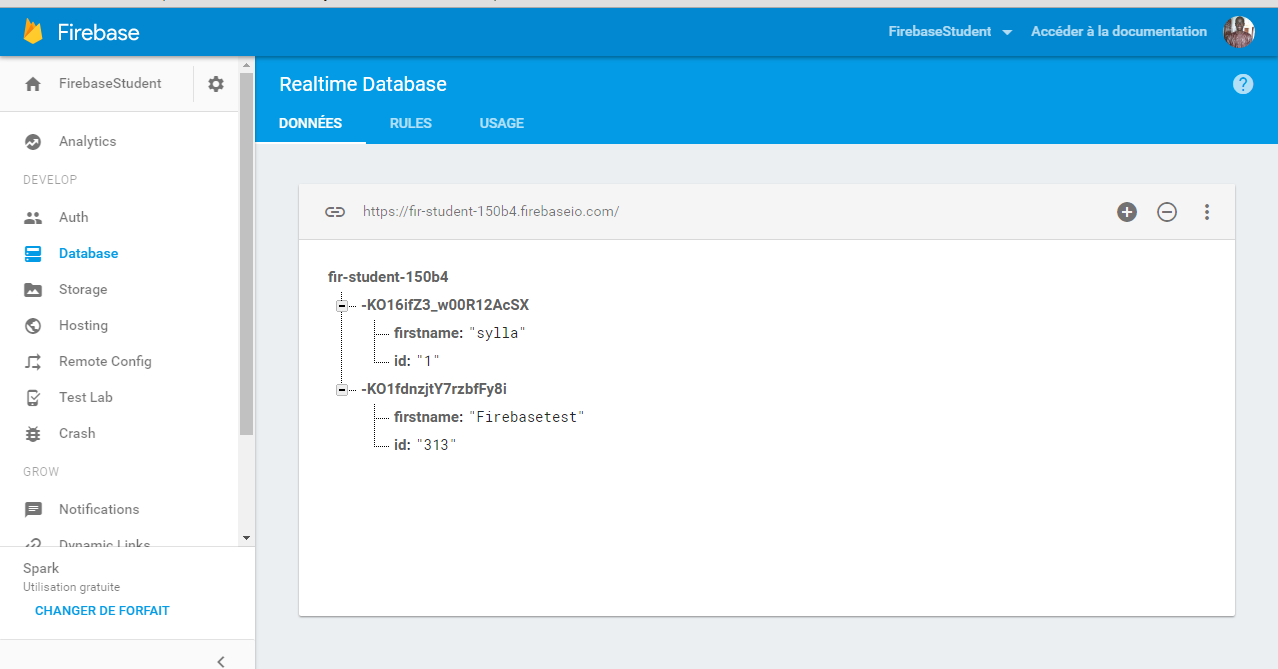 Firebase
FirebaseStudent
Accéder à la documentation
FirebaseStudent
Analytics
DEVELOP
Auth
Database
Storage
Hosting
Remote Config
Test Lab
Crash
GROW
Notifications
Dynamic Links
Spark
Utilisation gratuite
CHANGER DE FORFAIT
Realtime Database
?
DONNÉES RULES USAGE
https://fir-student-150b4.firebaseio.com/
fir-student-150b4
-KO16ifZ3_w00R12AcSX
firstname: "sylla"
id: "1"
-KO1fdnzjtY7rzbfFy8i
firstname: "Firebasetest"
id: "313"